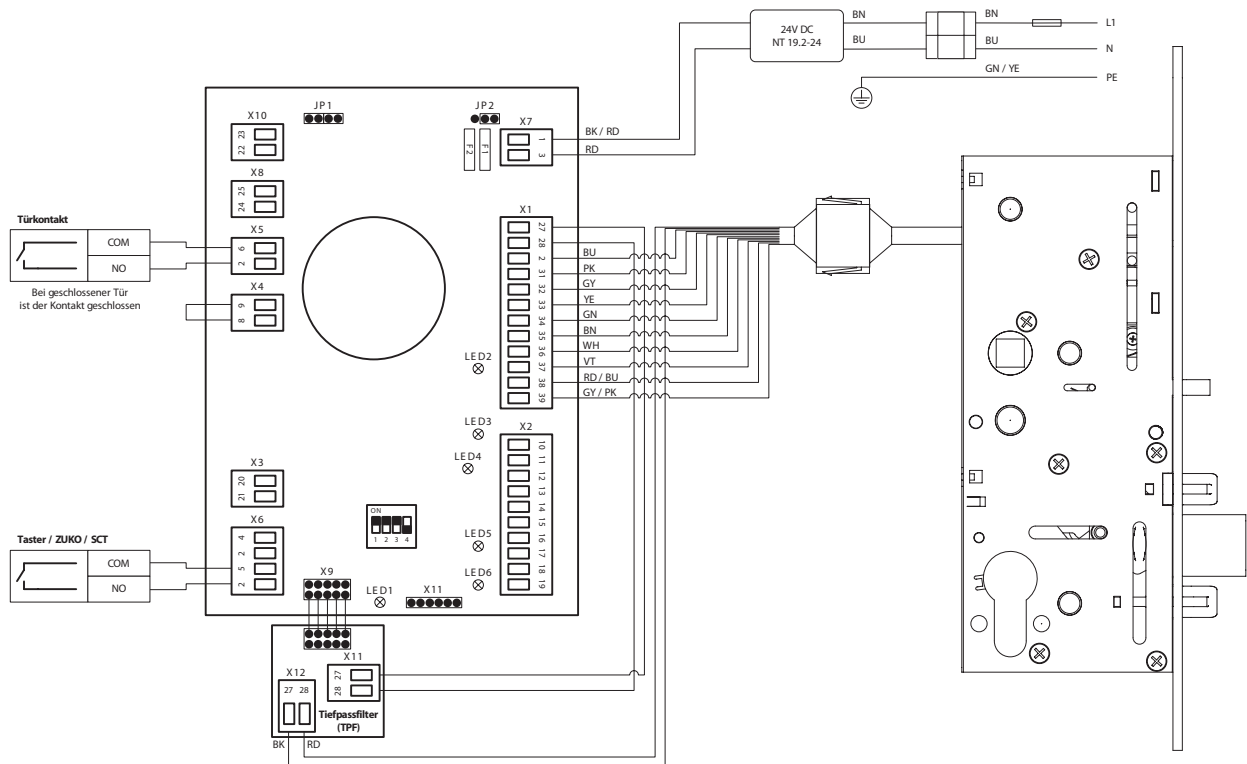 24V DC
NT 19.2-24
BN
BU
BN
BU
L1
N
GN / YE
PE
JP1
JP2
X10
23
22
F2
F1
X7
1
3
BK / RD
RD
X8
25
24
Türkontakt
COM
NO
Bei geschlossener Tür
ist der Kontakt geschlossen
X5
6
2
X4
9
8
X1
27
28
2
31
32
33
34
35
36
37
38
39
BU
PK
GY
YE
GN
BN
WH
VT
RD / BU
GY / PK
LED2
LED3
LED4
LED5
LED6
X2
10
11
12
13
14
15
16
17
18
19
X3
20
21
ON
1 2 3 4
Taster / ZUKO / SCT
COM
NO
X6
4
2
5
2
X9
LED1
X11
X11
27
28
X12
27 28
Tiefpassfilter
(TPF)
BK
RD